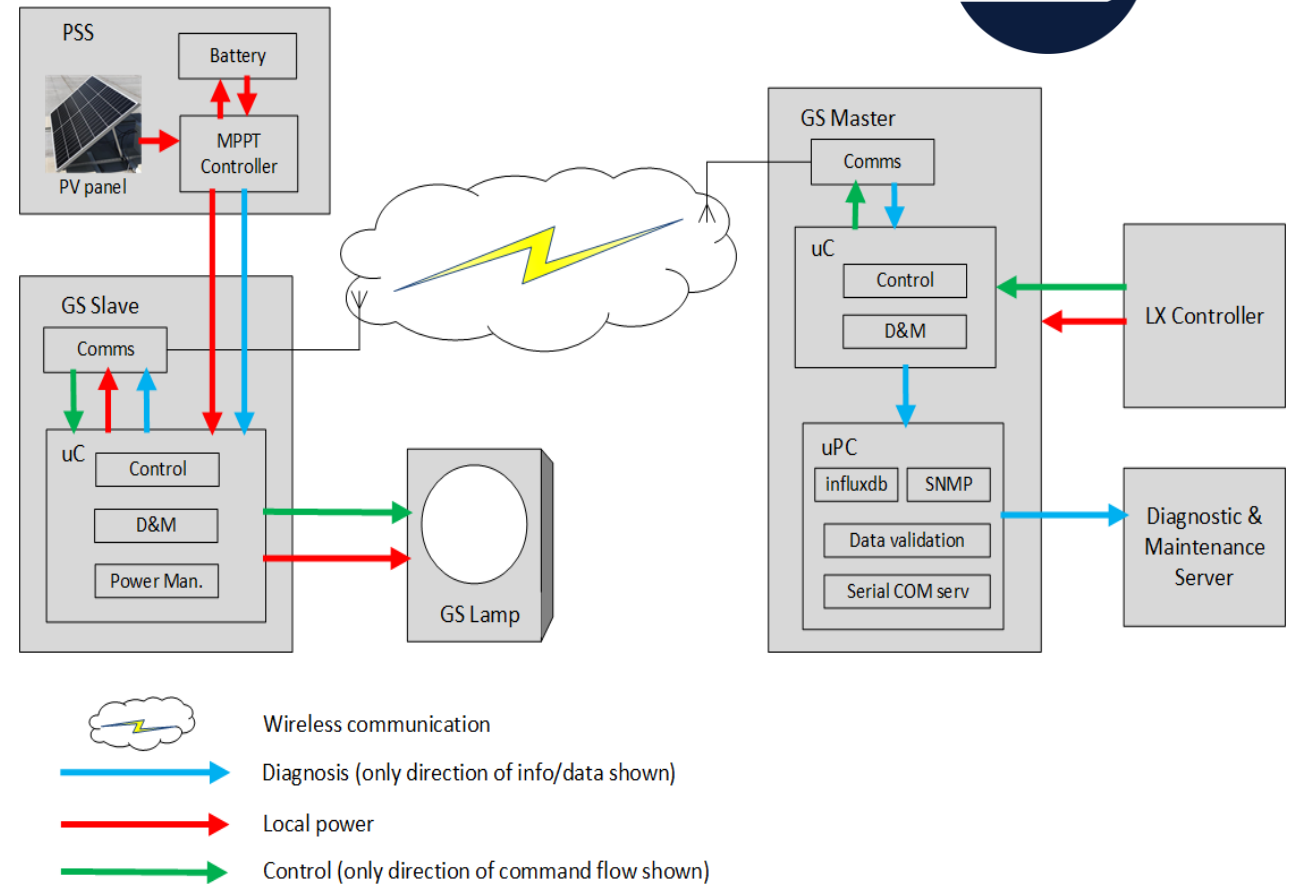 PSS
Battery
MPPT
Controller
PV panel
GS Slave
Comms
uC
Control
D&M
Power Man.
GS Lamp
GS Master
Comms
uC
Control
D&M
uPC
influxdb
SNMP
Data validation
Serial COM serv
LX Controller
Diagnostic &
Maintenance
Server
Wireless communication
Diagnosis (only direction of info/data shown)
Local power
Control (only direction of command flow shown)